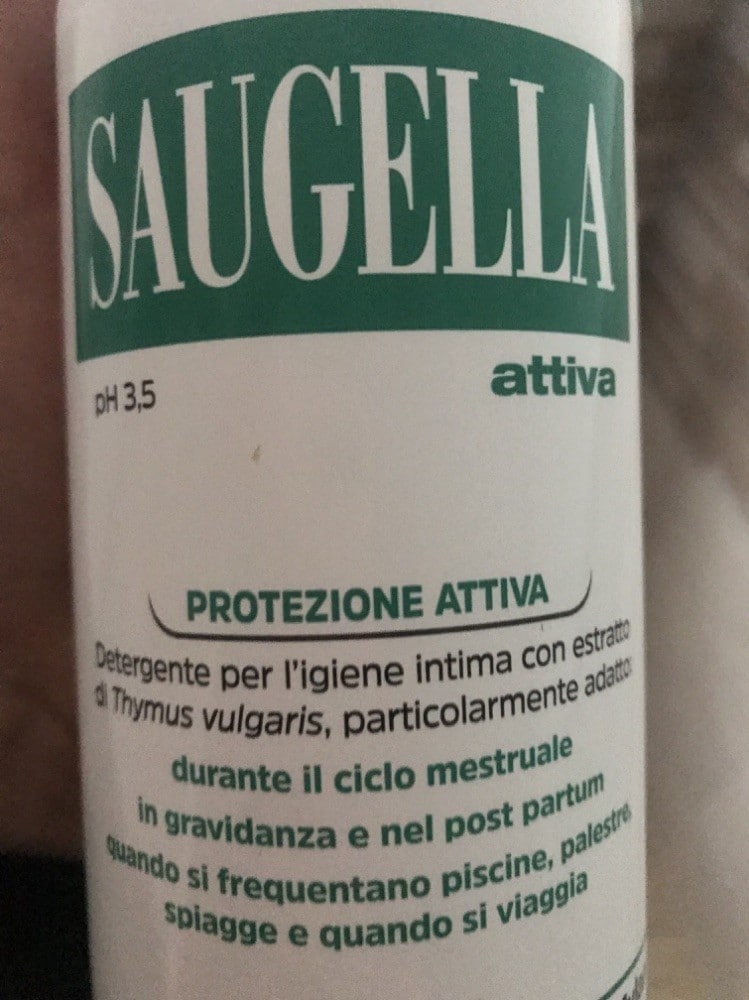 SAUGELLA
attiva
pH 3,5
PROTEZIONE ATTIVA
Detergente per l'igiene intima con estratto
di Thymus vulgaris, particolarmente adatto:
durante il ciclo mestruale
in gravidanza e nel post partum
quando si frequentano piscine, palestre,
spiagge e quando si viaggia